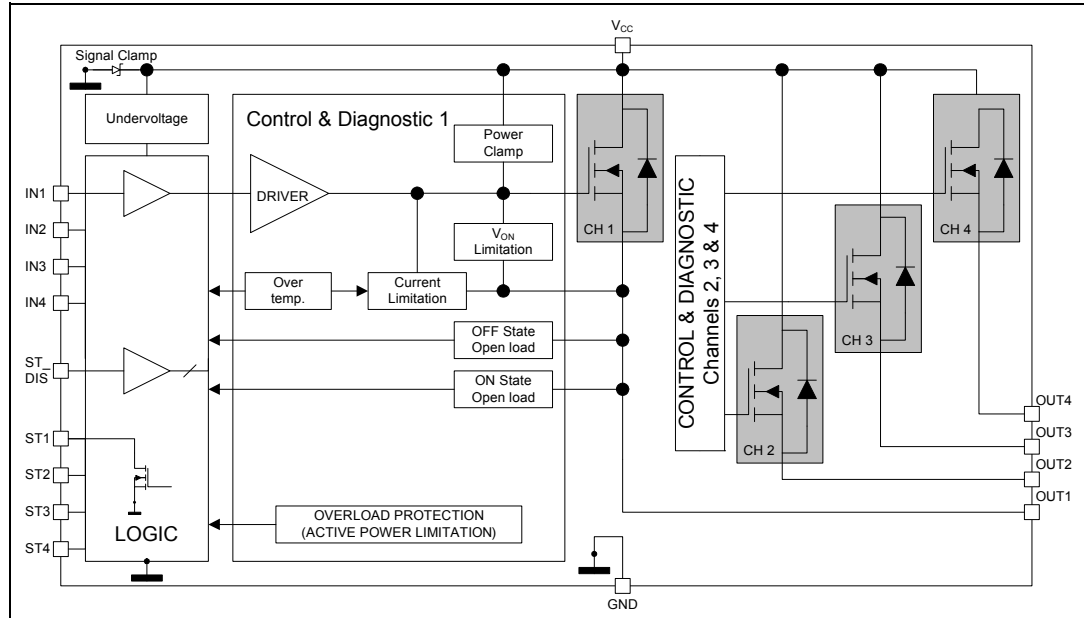 V_CC
Signal Clamp
Undervoltage
Control & Diagnostic 1
Power
Clamp
IN1
IN2
IN3
IN4
DRIVER
V_ON
Limitation
CH 1
Over
temp.
Current
Limitation
OFF State
Open load
ON State
Open load
ST_
DIS
ST1
ST2
ST3
ST4
LOGIC
OVERLOAD PROTECTION
(ACTIVE POWER LIMITATION)
CONTROL & DIAGNOSTIC
Channels 2, 3 & 4
CH 4
CH 3
CH 2
OUT4
OUT3
OUT2
OUT1
GND